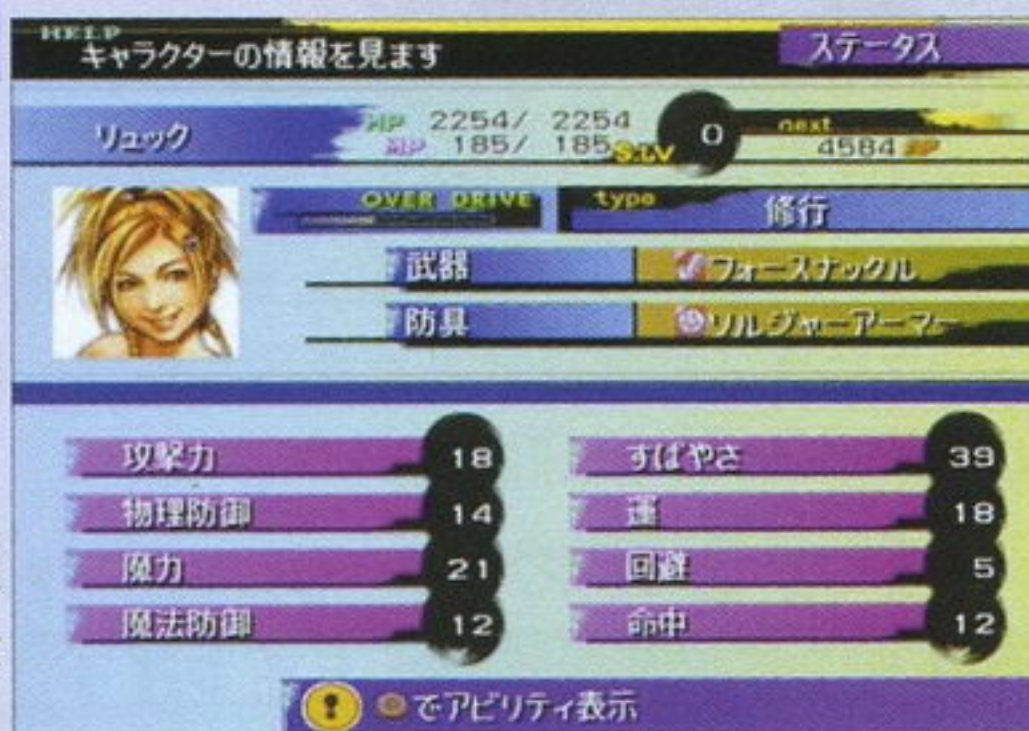 HELP
キャラクターの情報を見ます
ステータス
リュック
HP 2254/ 2254
MP 185/ 185
S.LV 0
next
4584 AP
OVER DRIVE
type 修行
武器 フォースナックル
防具 ソルジャーアーマー
攻撃力 18
すばやさ 39
物理防御 14
運 18
魔力 21
回避 5
魔法防御 12
命中 12
でアビリティ表示